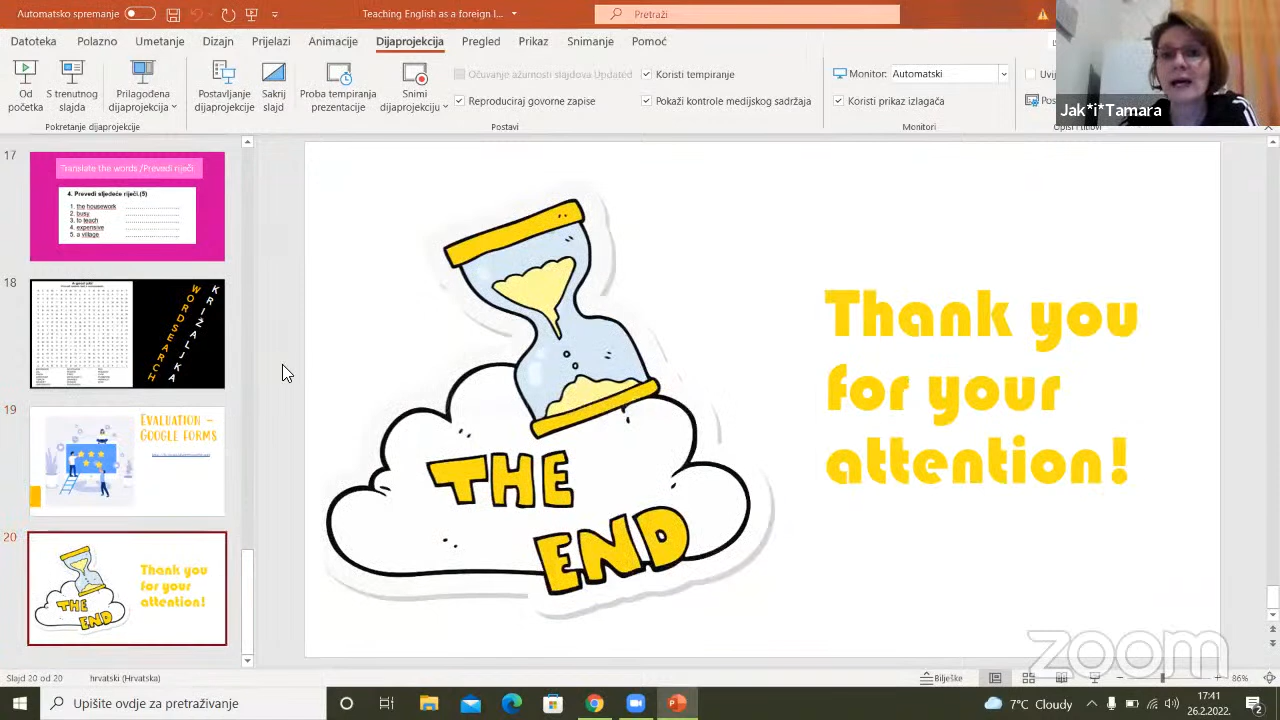 Automatsko spremanje
Teaching English as a foreign l...
Pretraži
Datoteka Polazno Umetanje Dizajn Prijelazi Animacije Dijaprojekcija Pregled Prikaz Snimanje Pomoć
Od početka
S trenutnog slajda
Prilagođena dijaprojekcija
Postavljanje dijaprojekcije
Sakrij slajd
Proba tempiranja prezentacije
Snimi dijaprojekciju
Očuvanje ažurnosti slajdova Updated
Reproduciraj govorne zapise
Koristi tempiranje
Pokaži kontrole medijskog sadržaja
Monitor: Automatski
Koristi prikaz izlagača
Pokretanje dijaprojekcije
Postavi
Monitori
Jak*i*Tamara
17
Translate the words /Prevedi riječi
4. Prevedi sljedeće riječi.(5)
1. the housework
2. busy
3. to teach
4. expensive
5. a village
18
WORDSEARCH
KRIŽALJKA
19
Evaluation –
Google forms
20
THE
END
Thank you
for your
attention!
THE
END
Thank you
for your
attention!
zoom
Slajd 20 od 20
hrvatski (Hrvatska)
Bilješke
86%
Upišite ovdje za pretraživanje
7°C Cloudy
17:41
26.2.2022.
2